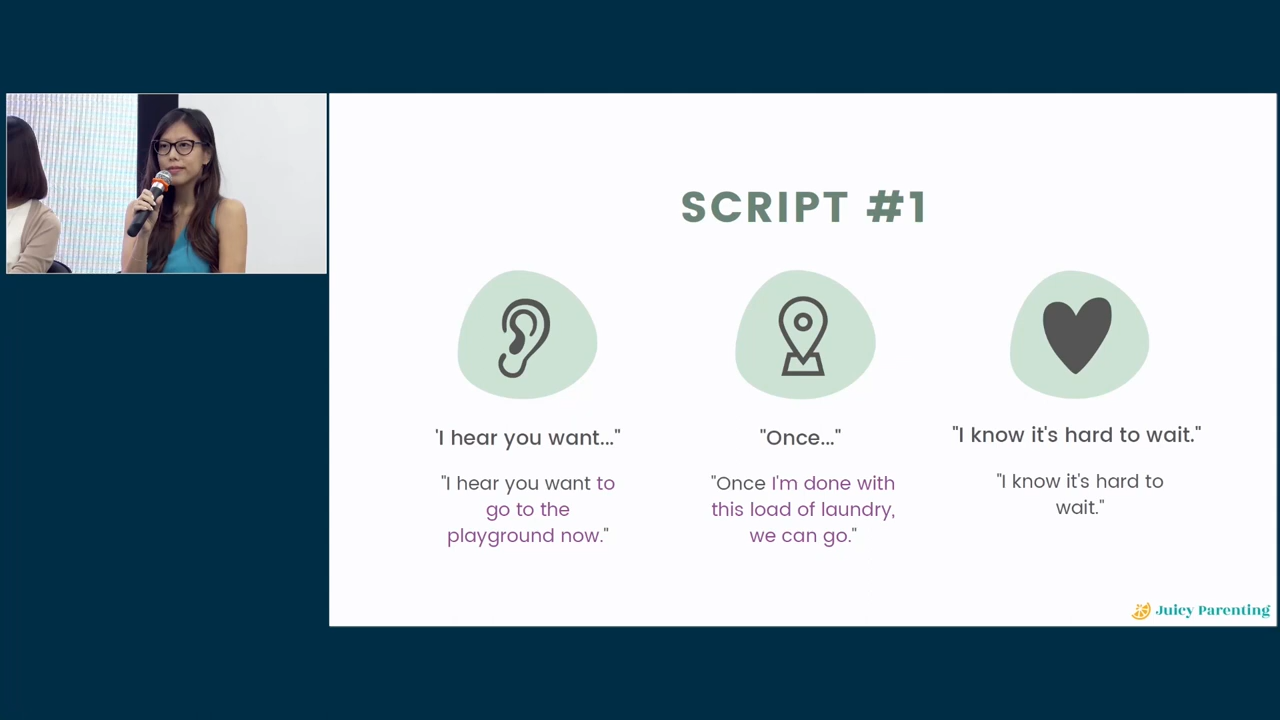 SCRIPT #1
'I hear you want..."
"Once..."
"I know it's hard to wait."
"I hear you want to
go to the
playground now."
"Once I'm done with
this load of laundry,
we can go."
"I know it's hard to
wait."
Juicy Parenting